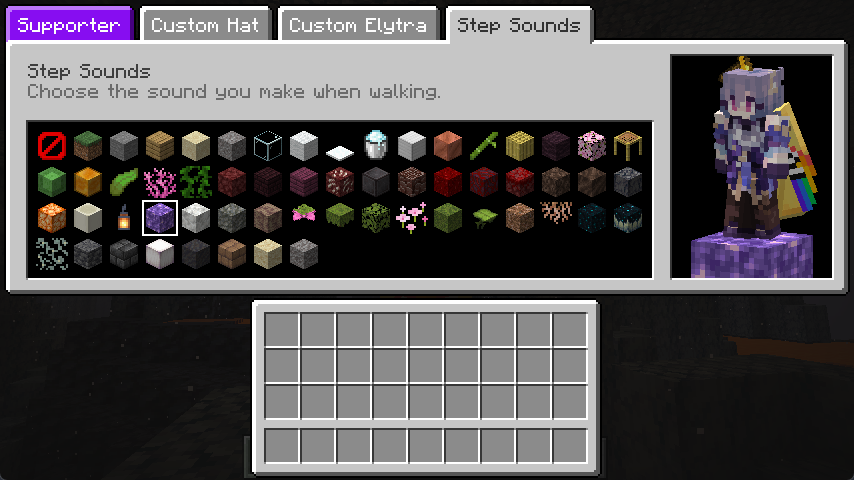 Supporter
Custom Hat
Custom Elytra
Step Sounds
Step Sounds
Choose the sound you make when walking.